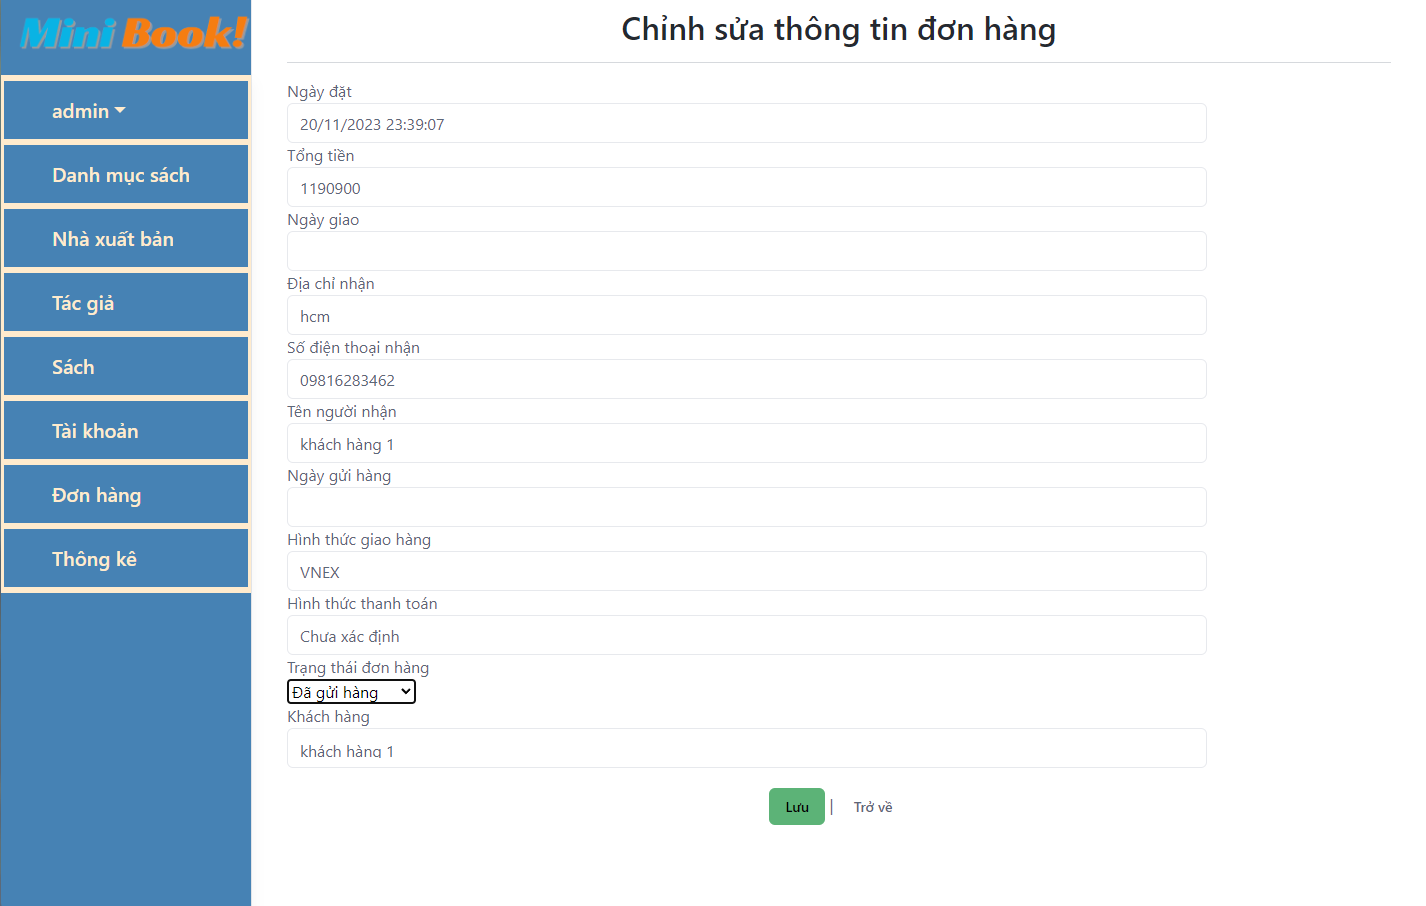 Mini Book!
admin
Danh mục sách
Nhà xuất bản
Tác giả
Sách
Tài khoản
Đơn hàng
Thông kê
Chỉnh sửa thông tin đơn hàng
Ngày đặt
20/11/2023 23:39:07
Tổng tiền
1190900
Ngày giao
Địa chỉ nhận
hcm
Số điện thoại nhận
09816283462
Tên người nhận
khách hàng 1
Ngày gửi hàng
Hình thức giao hàng
VNEX
Hình thức thanh toán
Chưa xác định
Trạng thái đơn hàng
Đã gửi hàng
Khách hàng
khách hàng 1
Lưu | Trở về